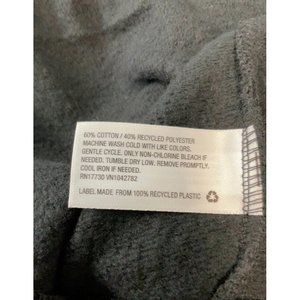 60% COTTON / 40% RECYCLED POLYESTER
MACHINE WASH COLD WITH LIKE COLORS.
GENTLE CYCLE. ONLY NON-CHLORINE BLEACH IF
NEEDED. TUMBLE DRY LOW. REMOVE PROMPTLY.
COOL IRON IF NEEDED.
RN17730 VN1042782
LABEL MADE FROM 100% RECYCLED PLASTIC